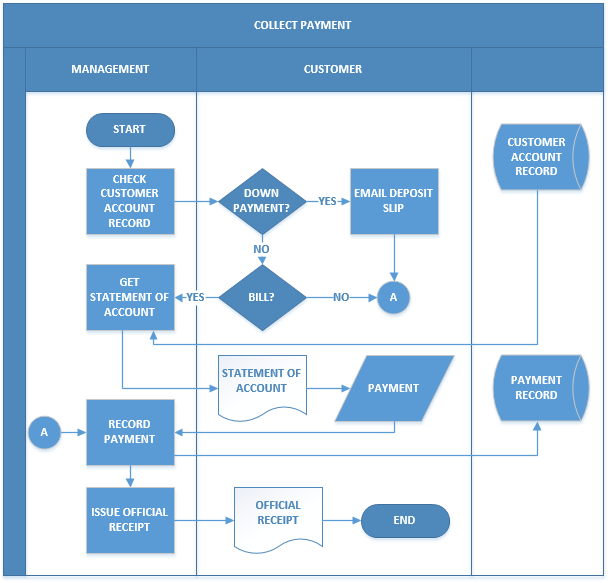 COLLECT PAYMENT
MANAGEMENT
CUSTOMER
START
CUSTOMER
ACCOUNT
RECORD
CHECK
CUSTOMER
ACCOUNT
RECORD
DOWN
PAYMENT?
YES
EMAIL DEPOSIT
SLIP
NO
GET
STATEMENT OF
ACCOUNT
YES
BILL?
NO
A
STATEMENT OF
ACCOUNT
PAYMENT
PAYMENT
RECORD
A
RECORD
PAYMENT
ISSUE OFFICIAL
RECEIPT
OFFICIAL
RECEIPT
END